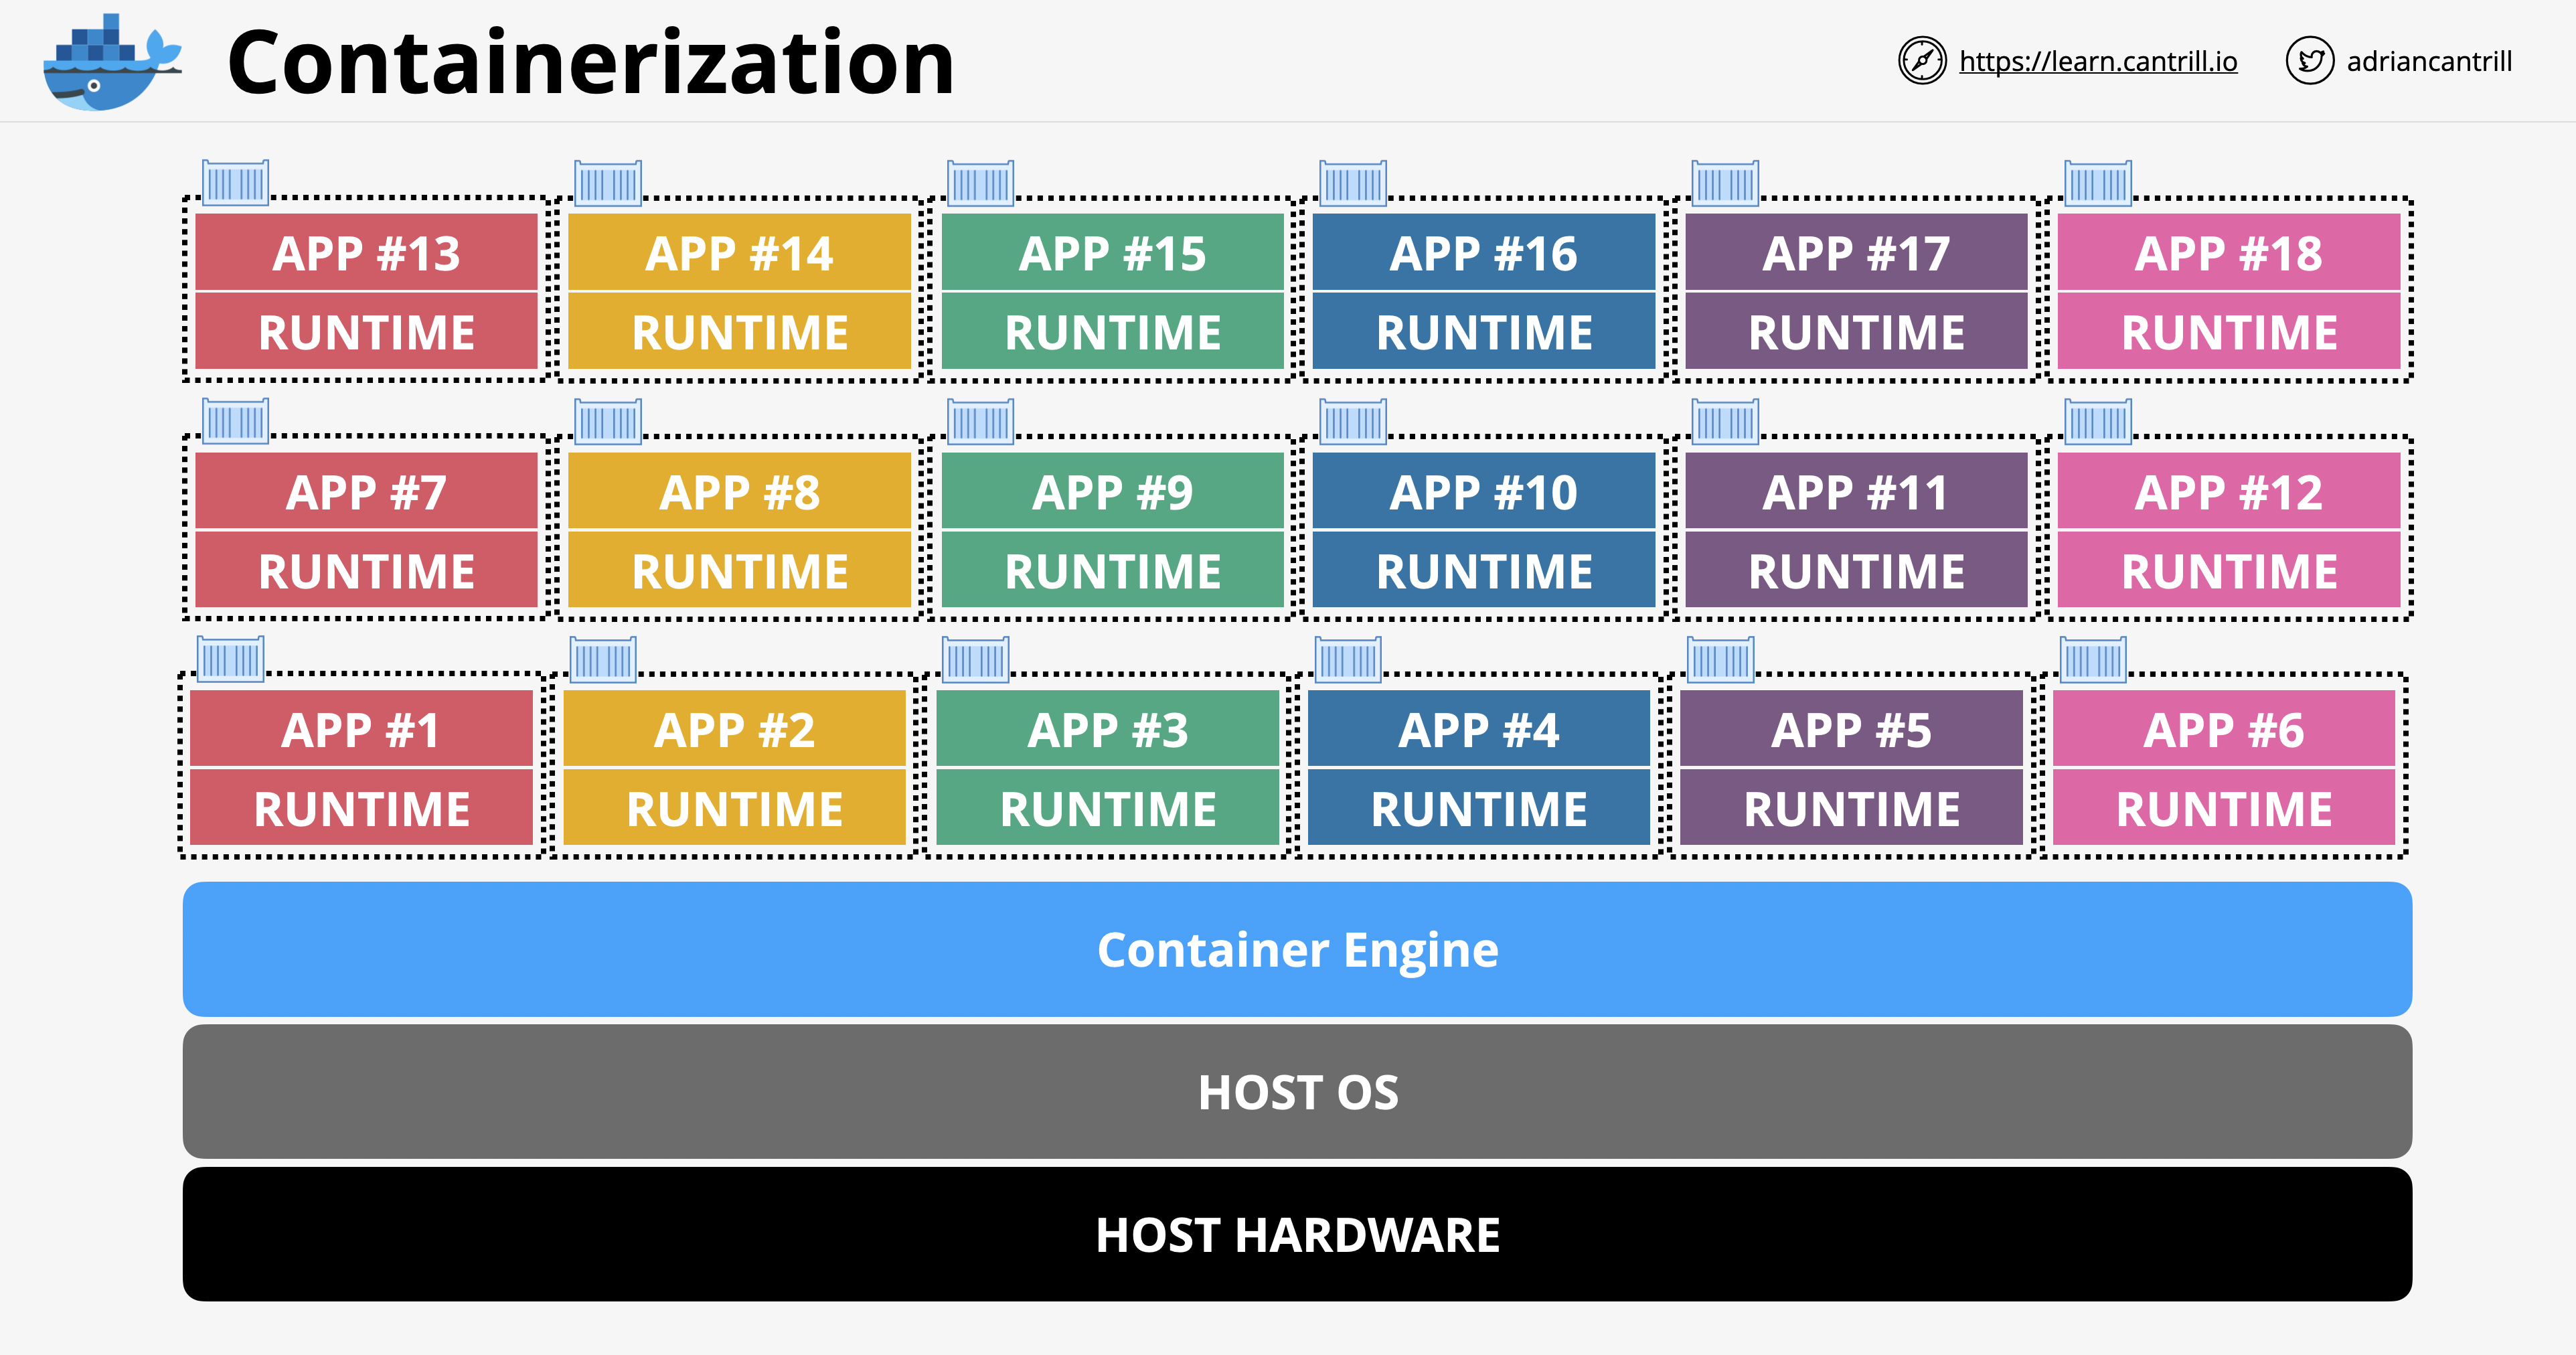 Containerization
https://learn.cantrill.io
adriancantrill
APP #13
RUNTIME
APP #14
RUNTIME
APP #15
RUNTIME
APP #16
RUNTIME
APP #17
RUNTIME
APP #18
RUNTIME
APP #7
RUNTIME
APP #8
RUNTIME
APP #9
RUNTIME
APP #10
RUNTIME
APP #11
RUNTIME
APP #12
RUNTIME
APP #1
RUNTIME
APP #2
RUNTIME
APP #3
RUNTIME
APP #4
RUNTIME
APP #5
RUNTIME
APP #6
RUNTIME
Container Engine
HOST OS
HOST HARDWARE